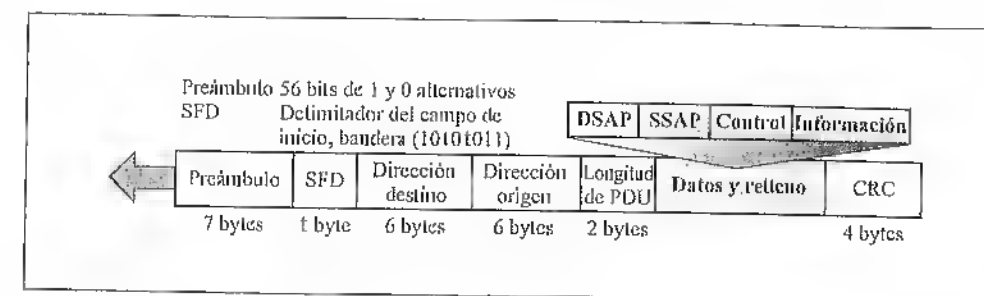 Preámbulo 56 bits de 1 y 0 alternativos
SFD Delimitador del campo de
inicio, bandera (10101011)
DSAP SSAP Control Información
Preámbulo SFD Dirección destino Dirección origen Longitud de PDU Datos y relleno CRC
7 bytes 1 byte 6 bytes 6 bytes 2 bytes 4 bytes